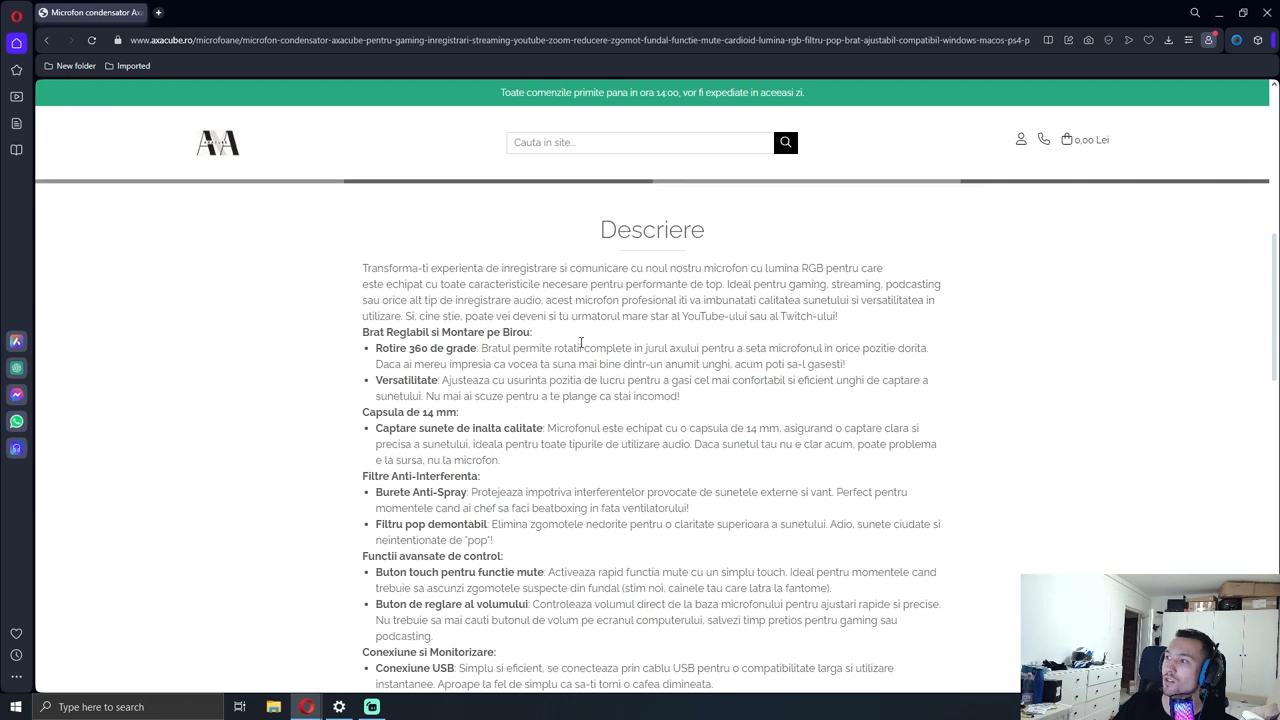 Microfon condensator Axa
www.axacube.ro/microfoane/microfon-condensator-axacube-pentru-gaming-inregistrari-streaming-youtube-zoom-reducere-zgomot-fundal-functie-mute-cardioid-lumina-rgb-filtru-pop-brat-ajustabil-compatibil-windows-macos-ps4-p
New folder
Imported
Toate comenzile primite pana in ora 14:00, vor fi expediate in aceeasi zi.
Cauta in site...
0,00 Lei
Descriere
Transforma-ti experienta de inregistrare si comunicare cu noul nostru microfon cu lumina RGB pentru care
este echipat cu toate caracteristicile necesare pentru performante de top. Ideal pentru gaming, streaming, podcasting
sau orice alt tip de inregistrare audio, acest microfon profesional iti va imbunatati calitatea sunetului si versatilitatea in
utilizare. Si, cine stie, poate vei deveni si tu urmatorul mare star al YouTube-ului sau al Twitch-ului!
Brat Reglabil si Montare pe Birou:
Rotire 360 de grade: Bratul permite rotatii complete in jurul axului pentru a seta microfonul in orice pozitie dorita.
Daca ai mereu impresia ca vocea ta suna mai bine dintr-un anumit unghi, acum poti sa-l gasesti!
Versatilitate: Ajusteaza cu usurinta pozitia de lucru pentru a gasi cel mai confortabil si eficient unghi de captare a
sunetului. Nu mai ai scuze pentru a te plange ca stai incomod!
Capsula de 14 mm:
Captare sunete de inalta calitate: Microfonul este echipat cu o capsula de 14 mm, asigurand o captare clara si
precisa a sunetului, ideala pentru toate tipurile de utilizare audio. Daca sunetul tau nu e clar acum, poate problema
e la sursa, nu la microfon.
Filtre Anti-Interferenta:
Burete Anti-Spray: Protejeaza impotriva interferentelor provocate de sunetele externe si vant. Perfect pentru
momentele cand ai chef sa faci beatboxing in fata ventilatorului!
Filtru pop demontabil: Elimina zgomotele nedorite pentru o claritate superioara a sunetului. Adio, sunete ciudate si
neintentionate de "pop"!
Functii avansate de control:
Buton touch pentru functie mute: Activeaza rapid functia mute cu un simplu touch. Ideal pentru momentele cand
trebuie sa ascunzi zgomotele suspecte din fundal (stim noi, cainele tau care latra la fantome).
Buton de reglare al volumului: Controleaza volumul direct de la baza microfonului pentru ajustari rapide si precise.
Nu trebuie sa mai cauti butonul de volum pe ecranul computerului, salvezi timp pretios pentru gaming sau
podcasting.
Conexiune si Monitorizare:
Conexiune USB: Simplu si eficient, se conecteaza prin cablu USB pentru o compatibilitate larga si utilizare
instantanee. Aproape la fel de simplu ca sa-ti torni o cafea dimineata.
Type here to search